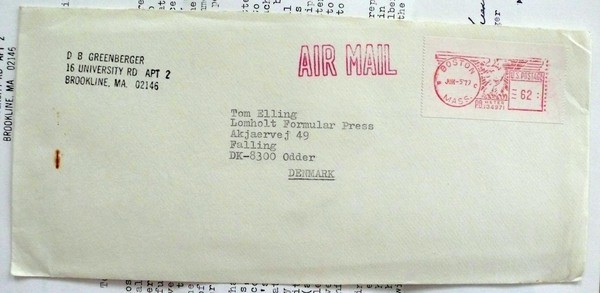 D B GREENBERGER
16 UNIVERSITY RD APT 2
BROOKLINE, MA. 02146
AIR MAIL
BOSTON
MASS.
U.S. POSTAGE
62
Tom Elling
Lomholt Formular Press
Akjaervej 49
Falling
DK-8300 Odder
DENMARK
BROOKLINE, MA. 02146